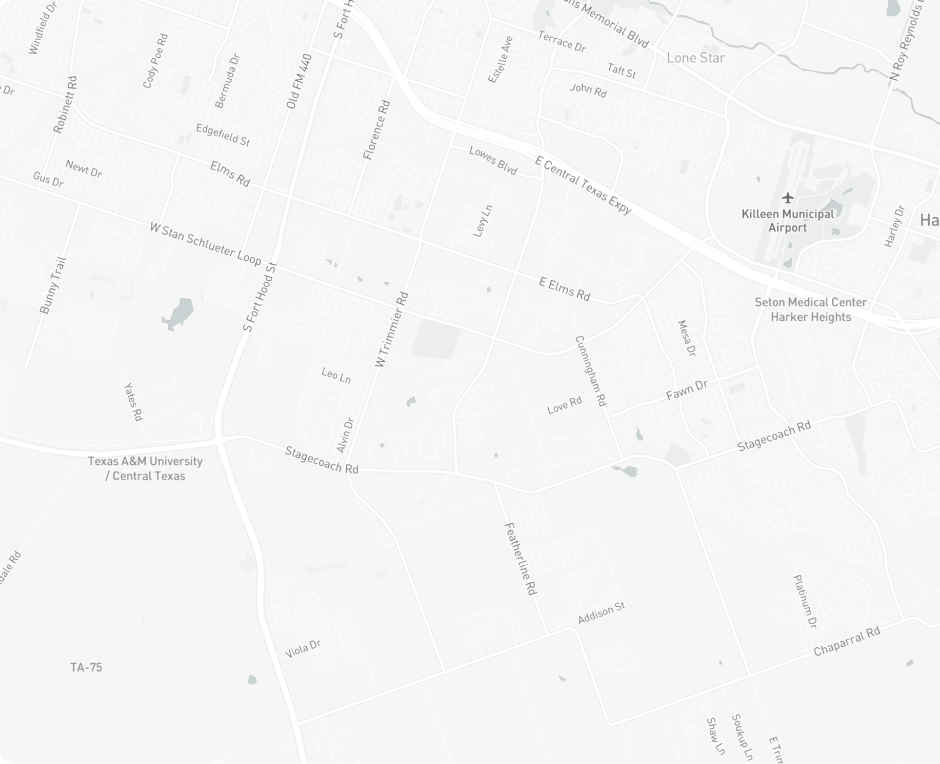 Windfield Dr
Cody Poe Rd
Bermuda Dr
Old FM 440
S Fort H
Estelle Ave
ns Memorial Blvd
Terrace Dr
Lone Star
N Roy Reynolds
Taft St
John Rd
Dr
Robinett Rd
Edgefield St
Florence Rd
Newt Dr
Gus Dr
Elms Rd
Lowes Blvd
E Central Texas Expy
Killeen Municipal
Airport
Harley Dr
Ha
Levy Ln
W Stan Schlueter Loop
Bunny Trail
S Fort Hood St
E Elms Rd
Seton Medical Center
Harker Heights
W Trimmier Rd
Mesa Dr
Leo Ln
Cunningham Rd
Yates Rd
Love Rd
Fawn Dr
Alvin Dr
Stagecoach Rd
Stagecoach Rd
Texas A&M University
/ Central Texas
Featherline Rd
dale Rd
Platinum Dr
Addison St
Viola Dr
Chaparral Rd
TA-75
Shaw Ln
Soukup Ln
E Trim